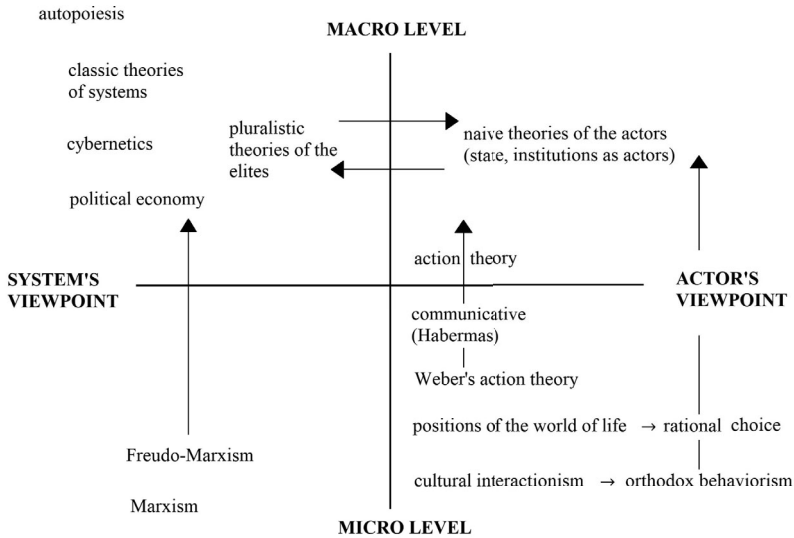 autopoiesis
MACRO LEVEL
classic theories
of systems
cybernetics
pluralistic
theories of the
elites
naive theories of the actors
(state, institutions as actors)
political economy
action theory
SYSTEM'S
VIEWPOINT
ACTOR'S
VIEWPOINT
communicative
(Habermas)
Weber's action theory
positions of the world of life → rational choice
Freudo-Marxism
cultural interactionism → orthodox behaviorism
Marxism
MICRO LEVEL